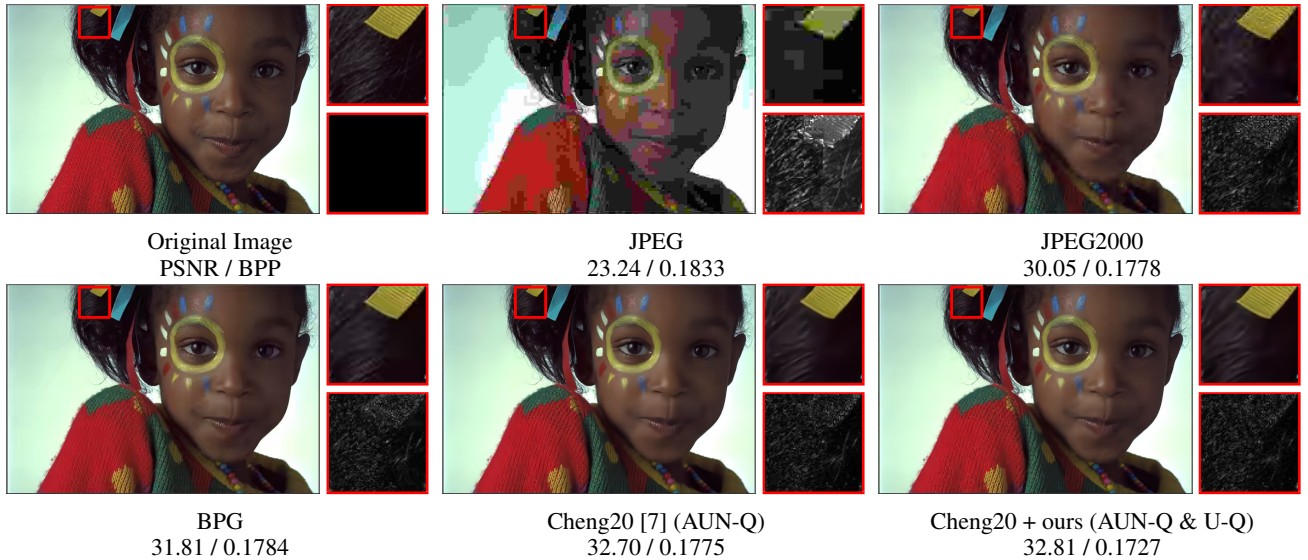 Original Image
PSNR / BPP
JPEG
23.24 / 0.1833
JPEG2000
30.05 / 0.1778
BPG
31.81 / 0.1784
Cheng20 [7] (AUN-Q)
32.70 / 0.1775
Cheng20 + ours (AUN-Q & U-Q)
32.81 / 0.1727